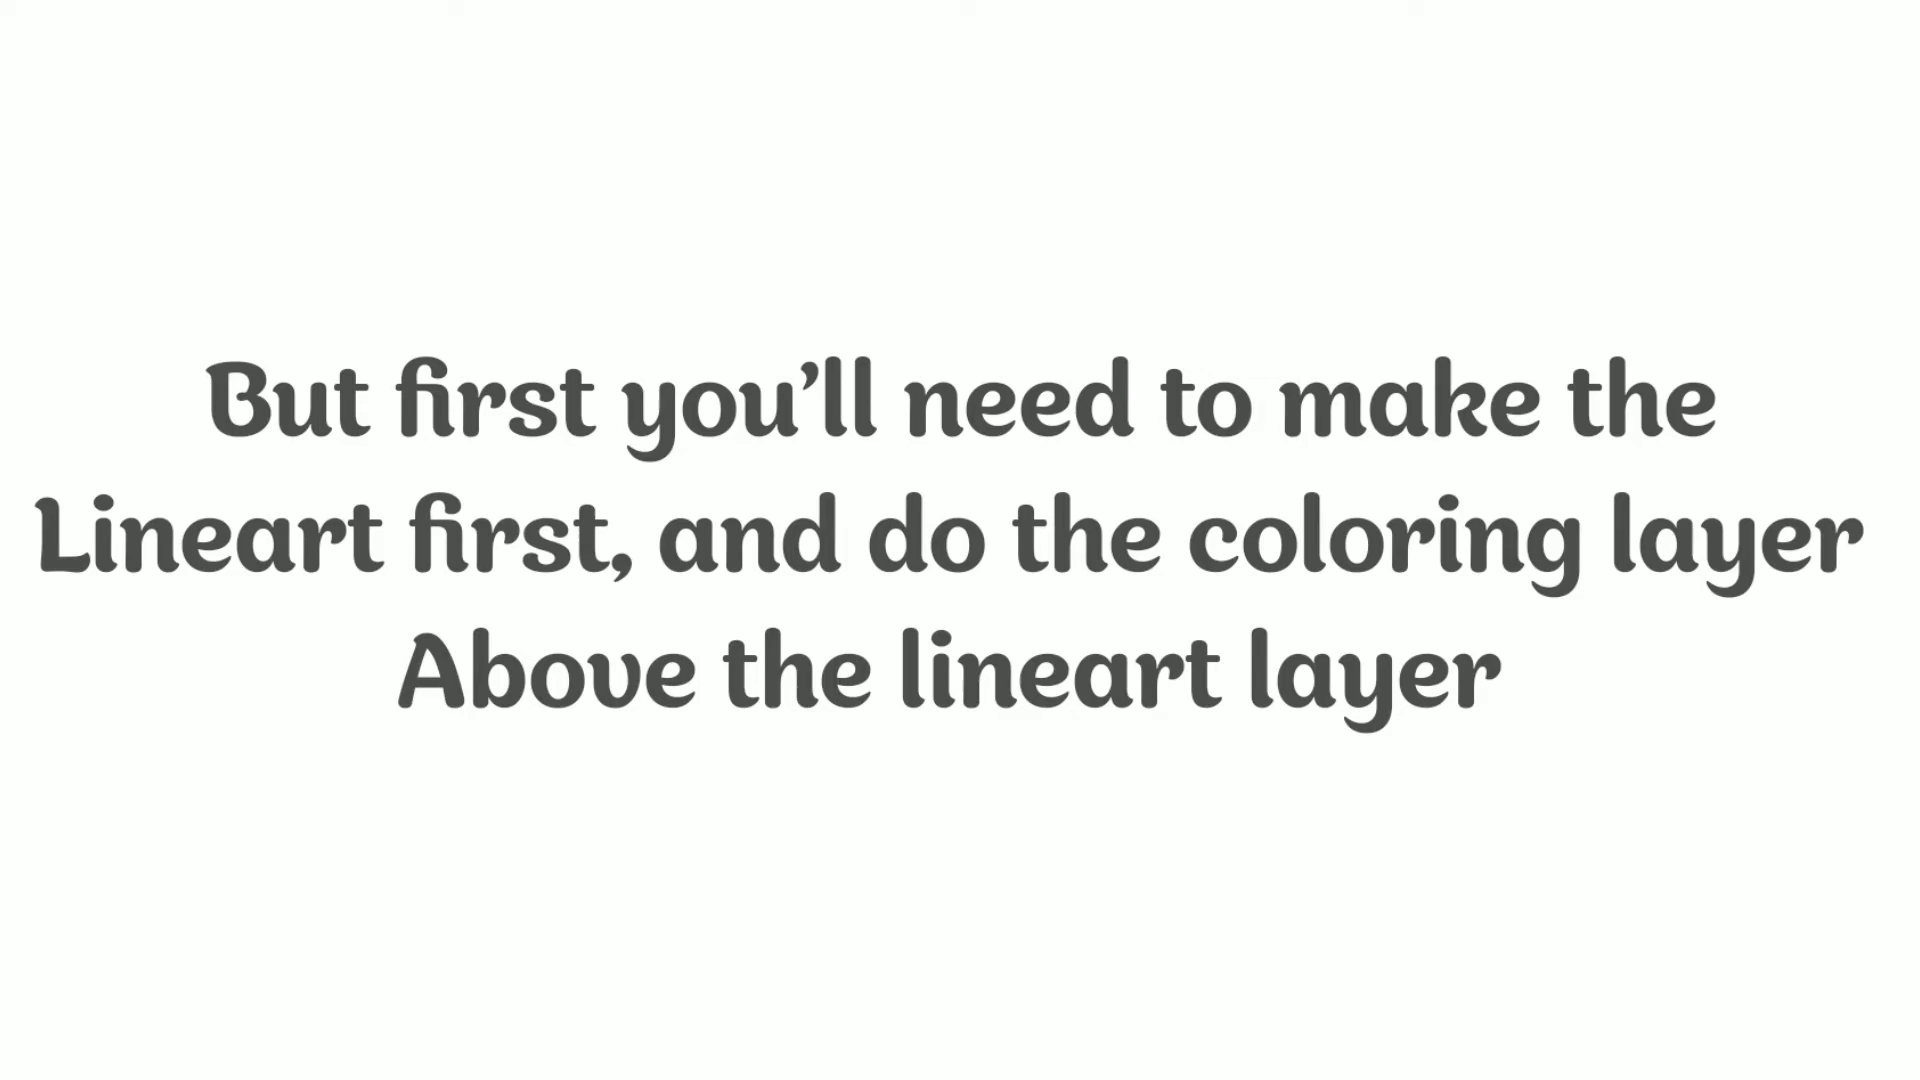 But first you’ll need to make the
Lineart first, and do the coloring layer
Above the lineart layer